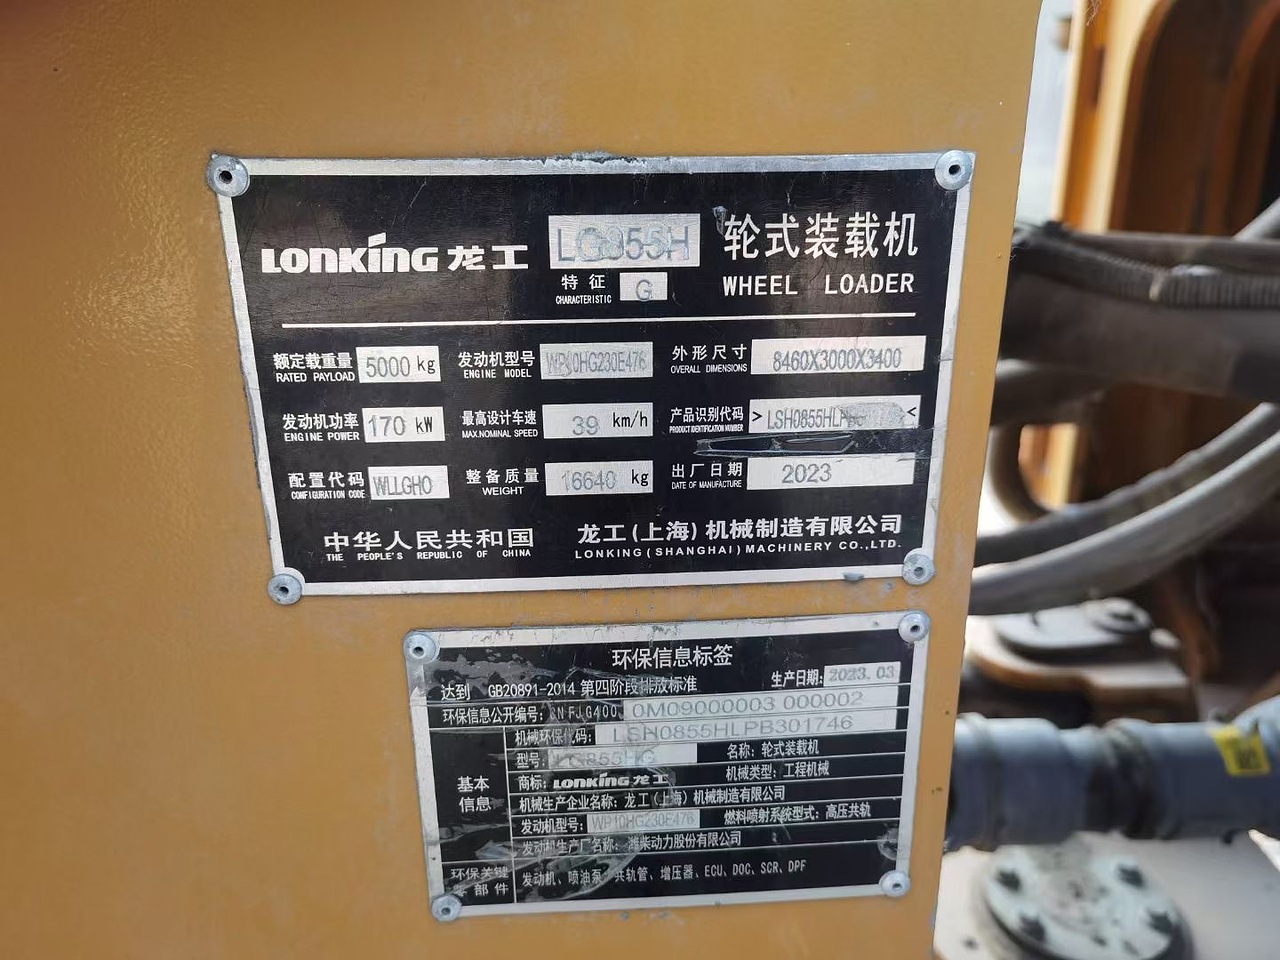 LONKING 龙工 LG855H 轮式装载机
特征 G WHEEL LOADER
CHARACTERISTIC
额定载重量 5000 kg 发动机型号 WP10HG230E476 外形尺寸 8460X3000X3400
RATED PAYLOAD ENGINE MODEL OVERALL DIMENSIONS
发动机功率 170 kW 最高设计车速 39 km/h 产品识别代码 > LSH0855HLPB <
ENGINE POWER MAX.NOMINAL SPEED PRODUCT IDENTIFICATION NUMBER
配置代码 WLLGHO 整备质量 16640 kg 出厂日期 2023
CONFIGURATION CODE WEIGHT DATE OF MANUFACTURE
中华人民共和国 龙工(上海)机械制造有限公司
THE PEOPLE'S REPUBLIC OF CHINA LONKING (SHANGHAI) MACHINERY CO.,LTD.
环保信息标签
达到 GB20891-2014 第四阶段排放标准 生产日期: 2023.03
环保信息公开编号: 0M09000003 000002
机械环保代码: LSH0855HLPB301746
型号: LG855HG 名称: 轮式装载机
基本信息
商标: LONKING 龙工 机械类型: 工程机械
机械生产企业名称: 龙工(上海)机械制造有限公司
发动机型号: WP10HG230E476 燃料喷射系统型式: 高压共轨
发动机生产厂名称: 潍柴动力股份有限公司
环保关键零部件 发动机、喷油泵、共轨管、增压器、ECU、DOC、SCR、DPF